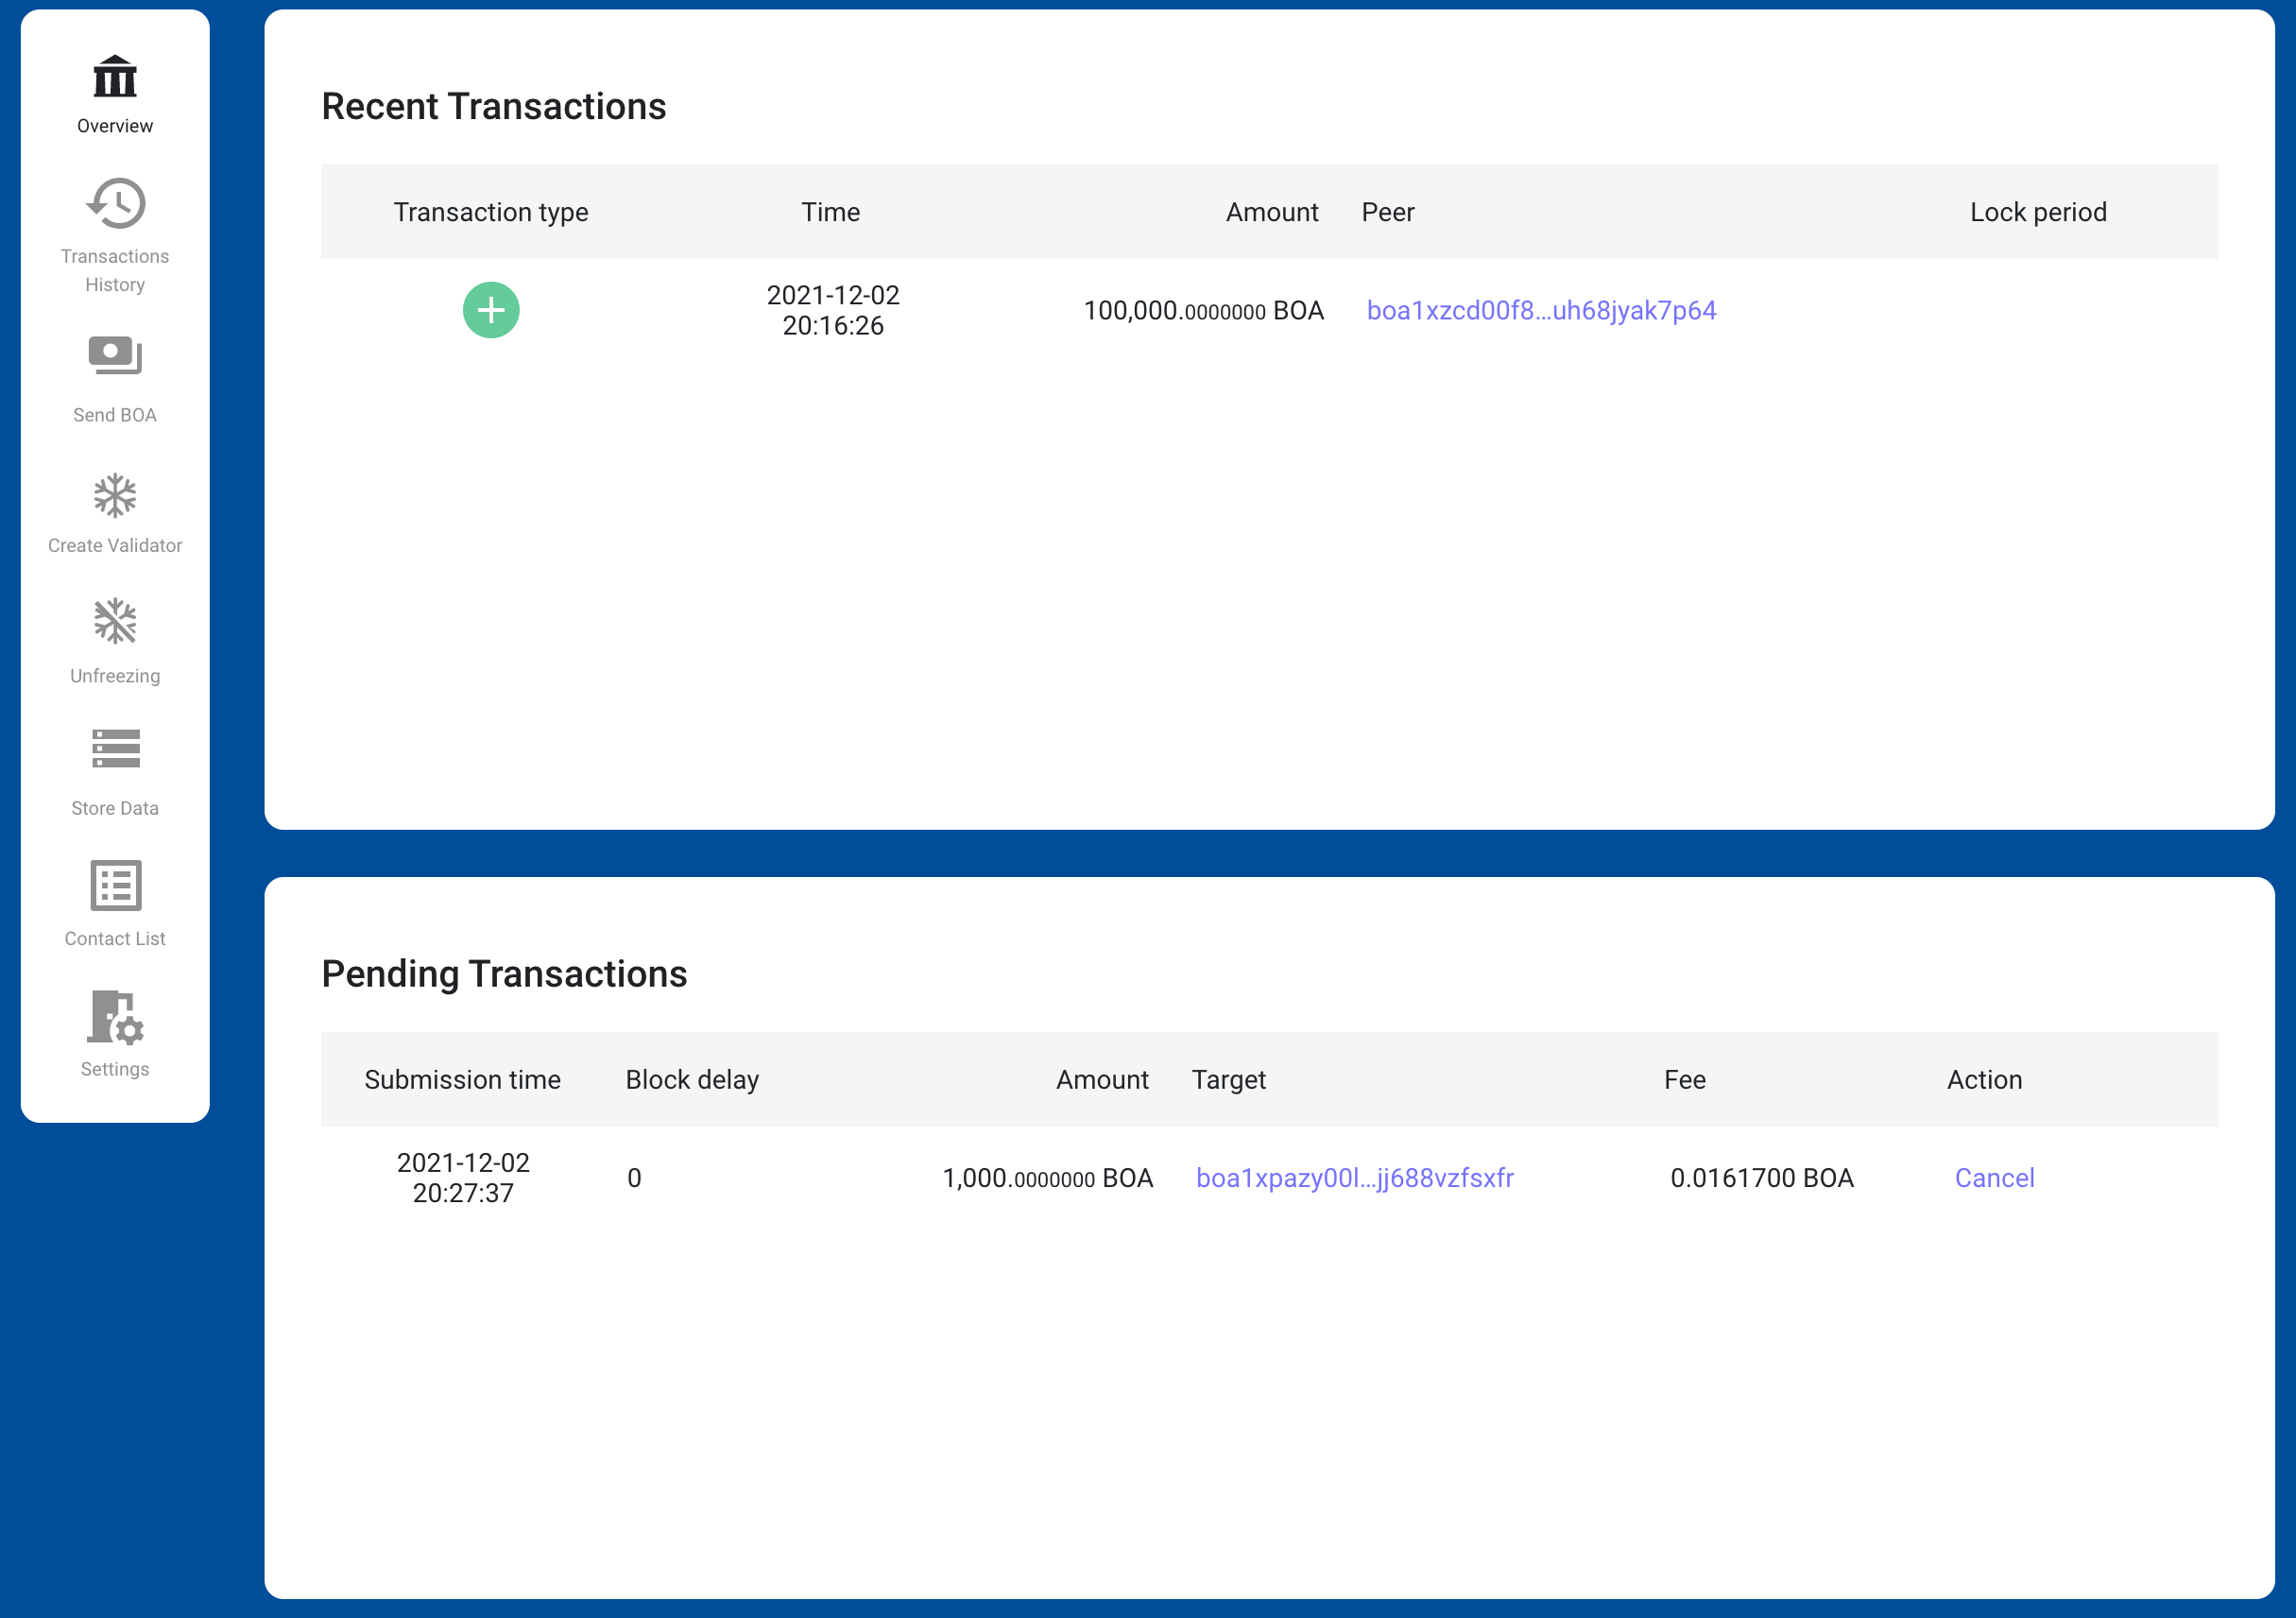 Overview
Transactions
History
Send BOA
Create Validator
Unfreezing
Store Data
Contact List
Settings
Recent Transactions
Transaction type Time Amount Peer Lock period
2021-12-02
20:16:26
100,000.0000000 BOA boa1xzcd00f8...uh68jyak7p64
Pending Transactions
Submission time Block delay Amount Target Fee Action
2021-12-02
20:27:37
0 1,000.0000000 BOA boa1xpazy00l...jj688vzfsxfr 0.0161700 BOA Cancel